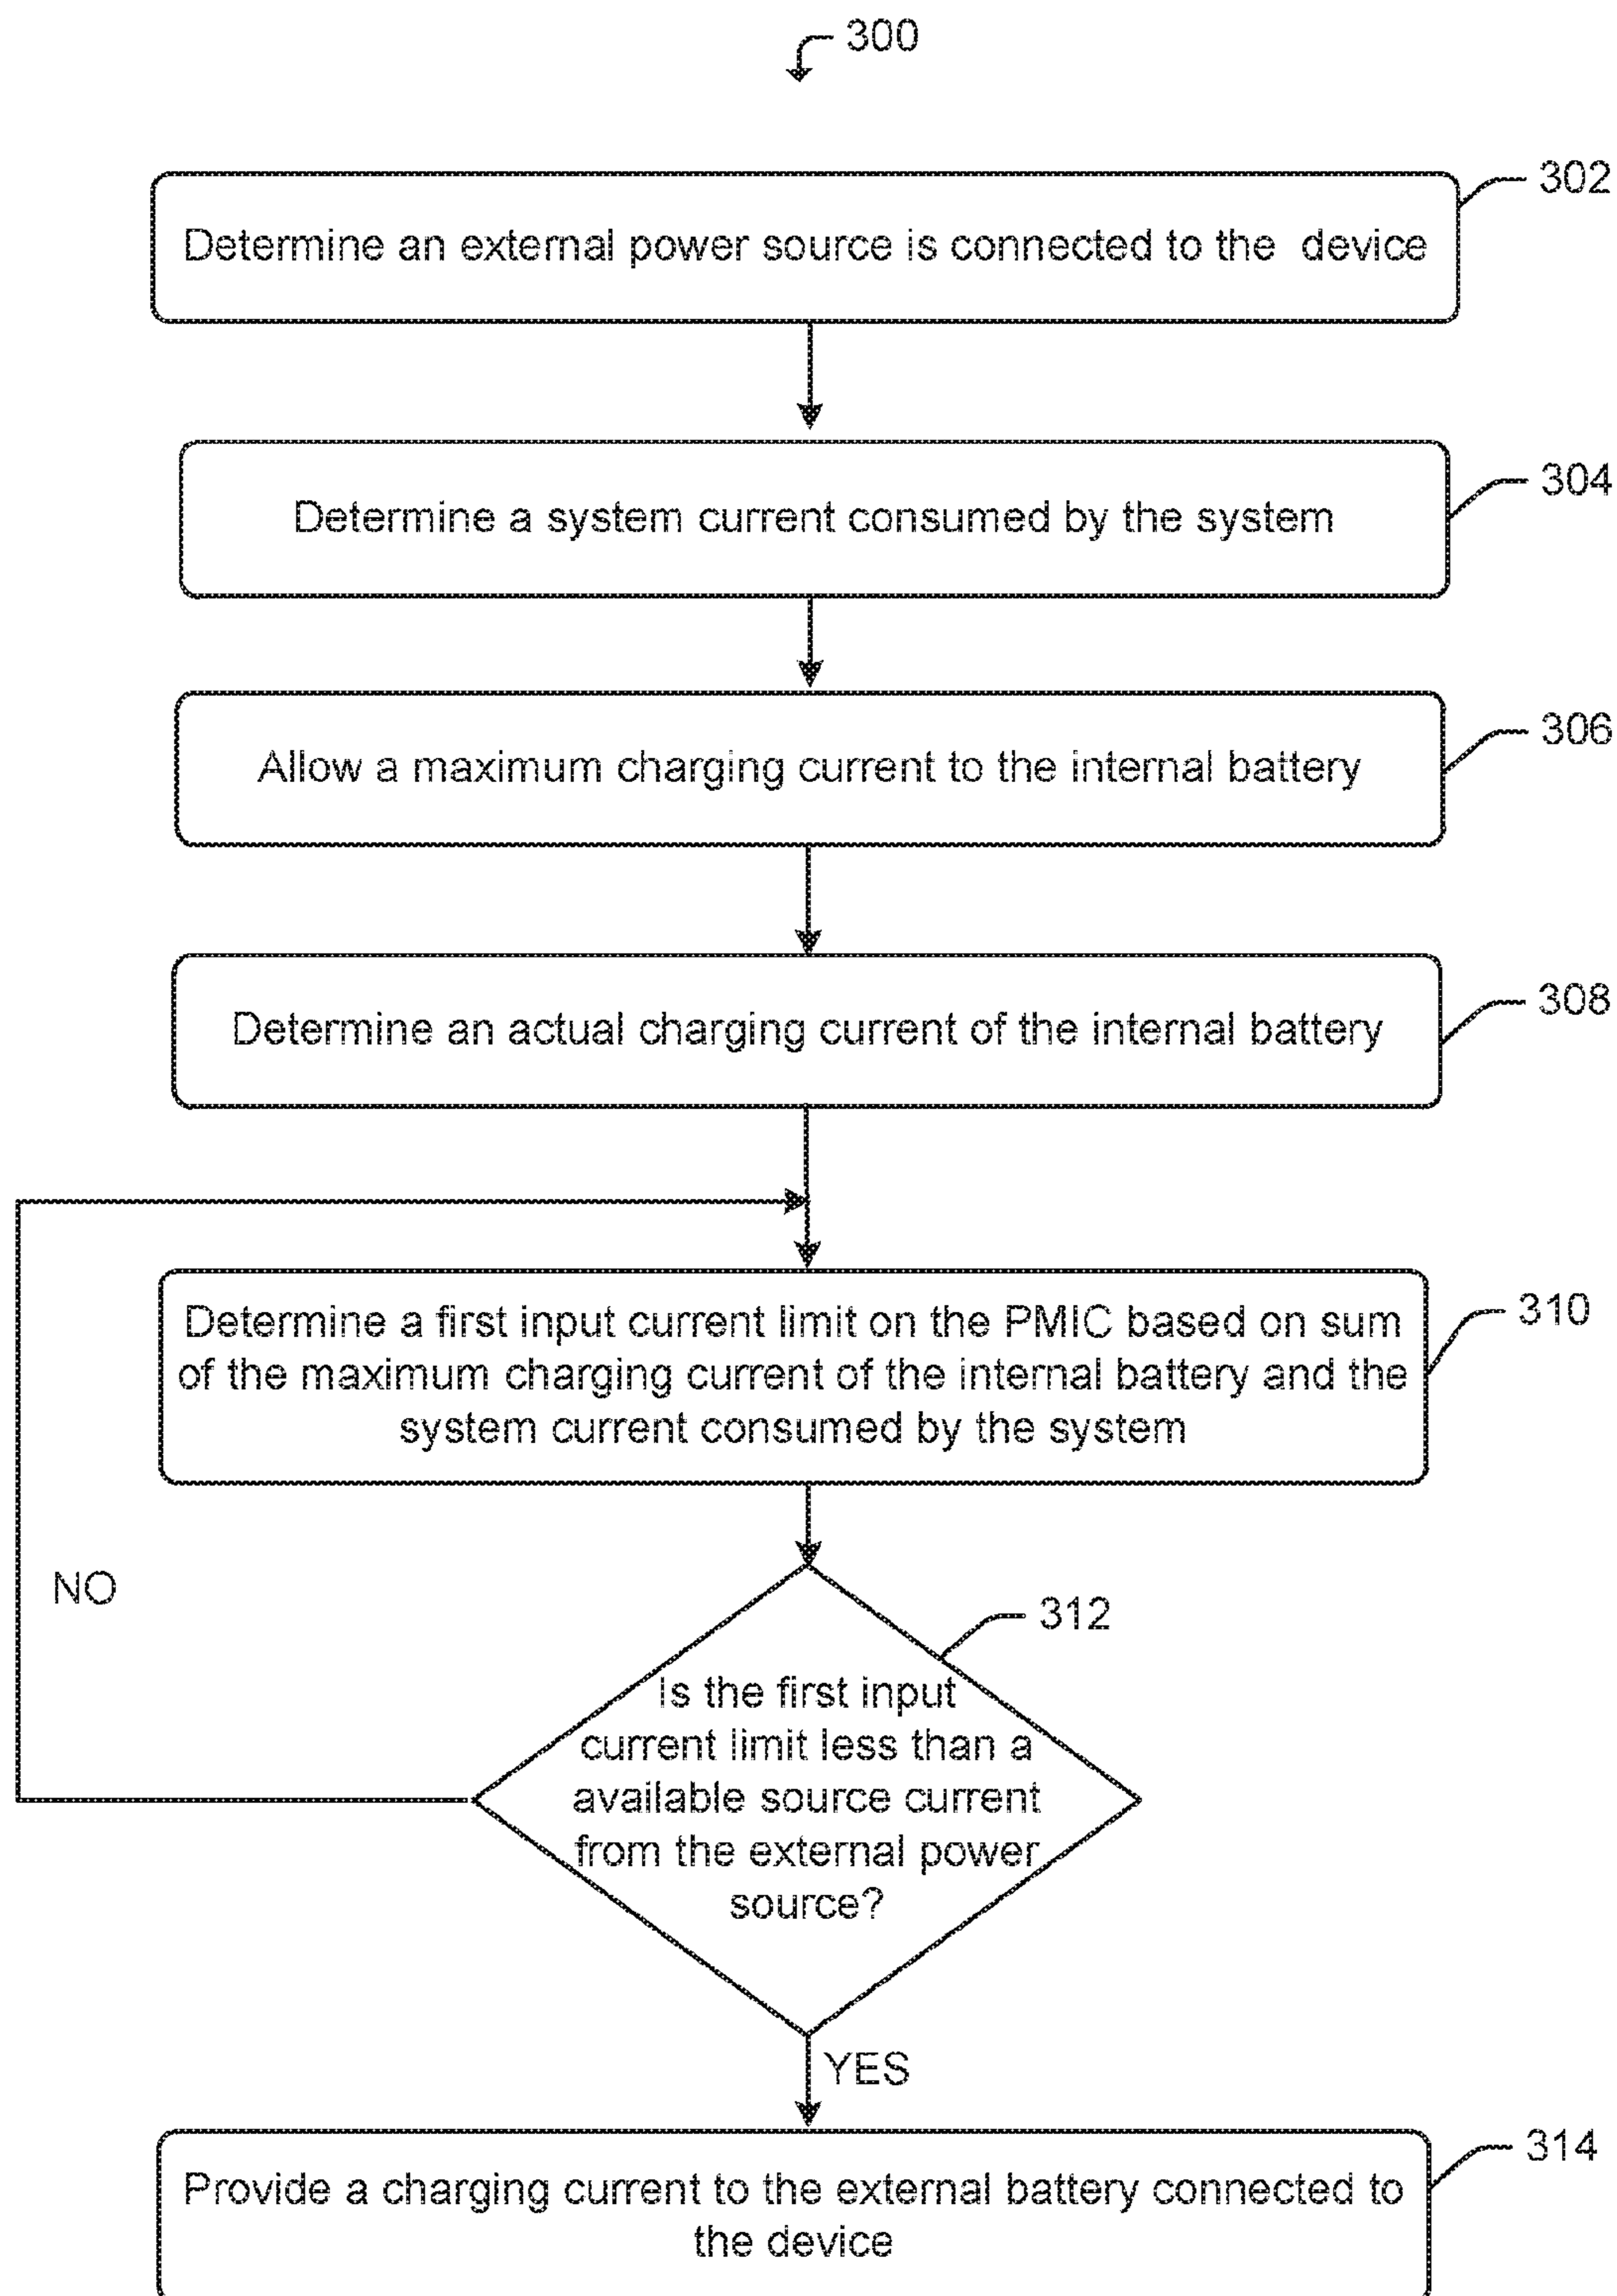 300
302
Determine an external power source is connected to the device
304
Determine a system current consumed by the system
306
Allow a maximum charging current to the internal battery
308
Determine an actual charging current of the internal battery
310
Determine a first input current limit on the PMIC based on sum
of the maximum charging current of the internal battery and the
system current consumed by the system
NO
312
Is the first input
current limit less than a
available source current
from the external power
source?
YES
314
Provide a charging current to the external battery connected to
the device